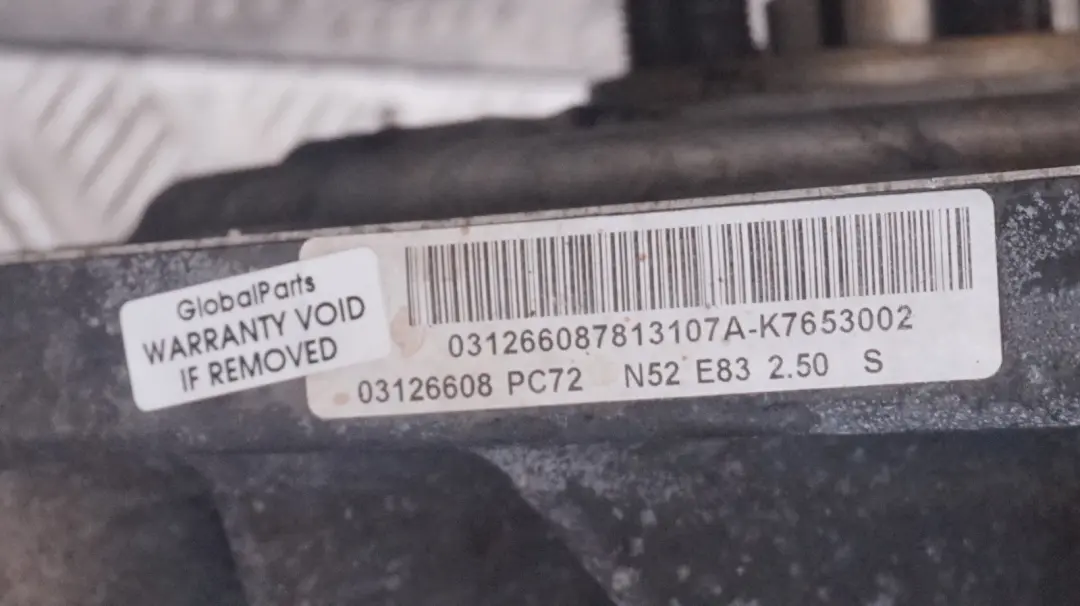 GlobalParts
WARRANTY VOID
IF REMOVED
031266087813107A-K7653002
03126608 PC72 N52 E83 2.50 S